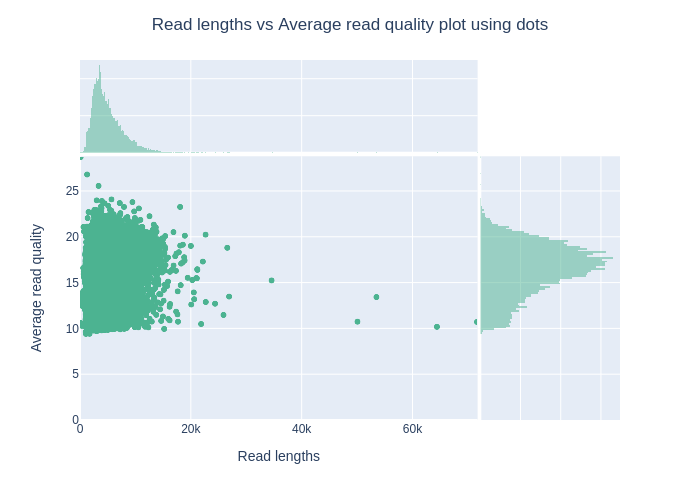 Read lengths vs Average read quality plot using dots
Average read quality
25
20
15
10
5
0
0 20k 40k 60k
Read lengths